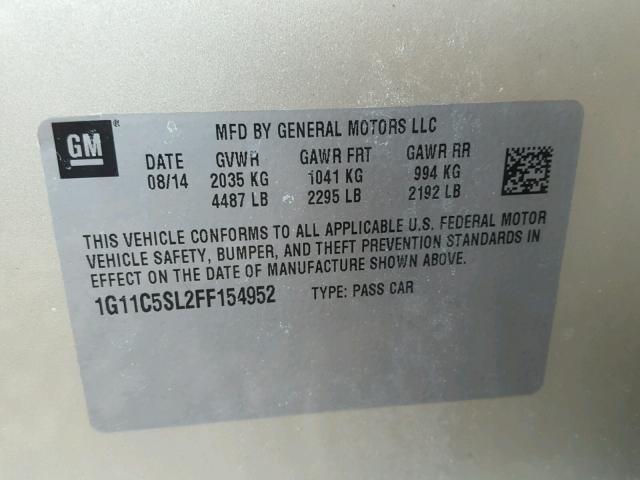 GM ®
MFD BY GENERAL MOTORS LLC
DATE GVWR GAWR FRT GAWR RR
08/14 2035 KG 1041 KG 994 KG
4487 LB 2295 LB 2192 LB
THIS VEHICLE CONFORMS TO ALL APPLICABLE U.S. FEDERAL MOTOR
VEHICLE SAFETY, BUMPER, AND THEFT PREVENTION STANDARDS IN
EFFECT ON THE DATE OF MANUFACTURE SHOWN ABOVE.
1G11C5SL2FF154952 TYPE: PASS CAR